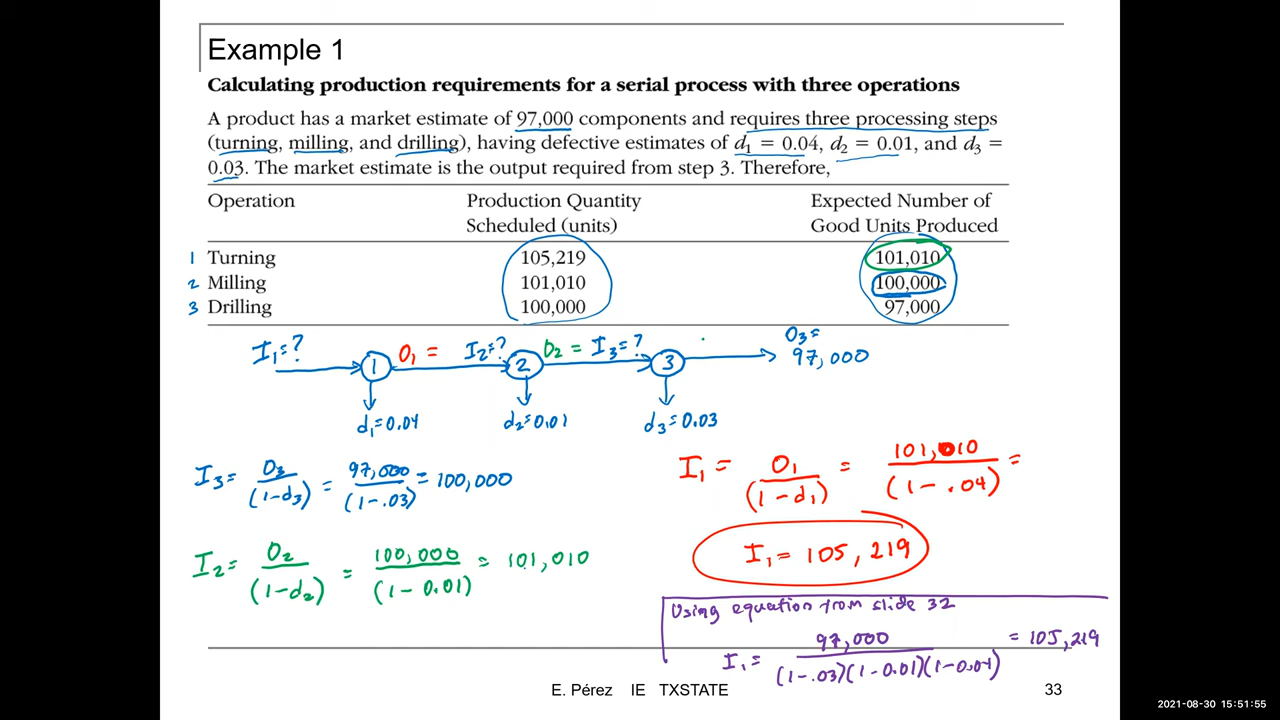 Example 1
Calculating production requirements for a serial process with three operations
A product has a market estimate of 97,000 components and requires three processing steps
(turning, milling, and drilling), having defective estimates of d₁ = 0.04, d₂ = 0.01, and d₃ =
0.03. The market estimate is the output required from step 3. Therefore,
Operation Production Quantity Scheduled (units) Expected Number of Good Units Produced
1 Turning 105,219 101,010
2 Milling 101,010 100,000
3 Drilling 100,000 97,000
I₁=? 1 O₁ = I₂=? 2 O₂ = I₃=? 3 O₃= 97,000
d₁=0.04 d₂=0.01 d₃=0.03
I₃= O₃/(1-d₃) = 97,000/(1-.03) = 100,000
I₂= O₂/(1-d₂) = 100,000/(1-0.01) = 101,010
I₁ = O₁/(1-d₁) = 101,010/(1-.04) =
I₁ = 105,219
Using equation from slide 32
I₁= 97,000/(1-.03)(1-0.01)(1-0.04) = 105,219
E. Pérez IE TXSTATE 33
2021-08-30 15:51:55